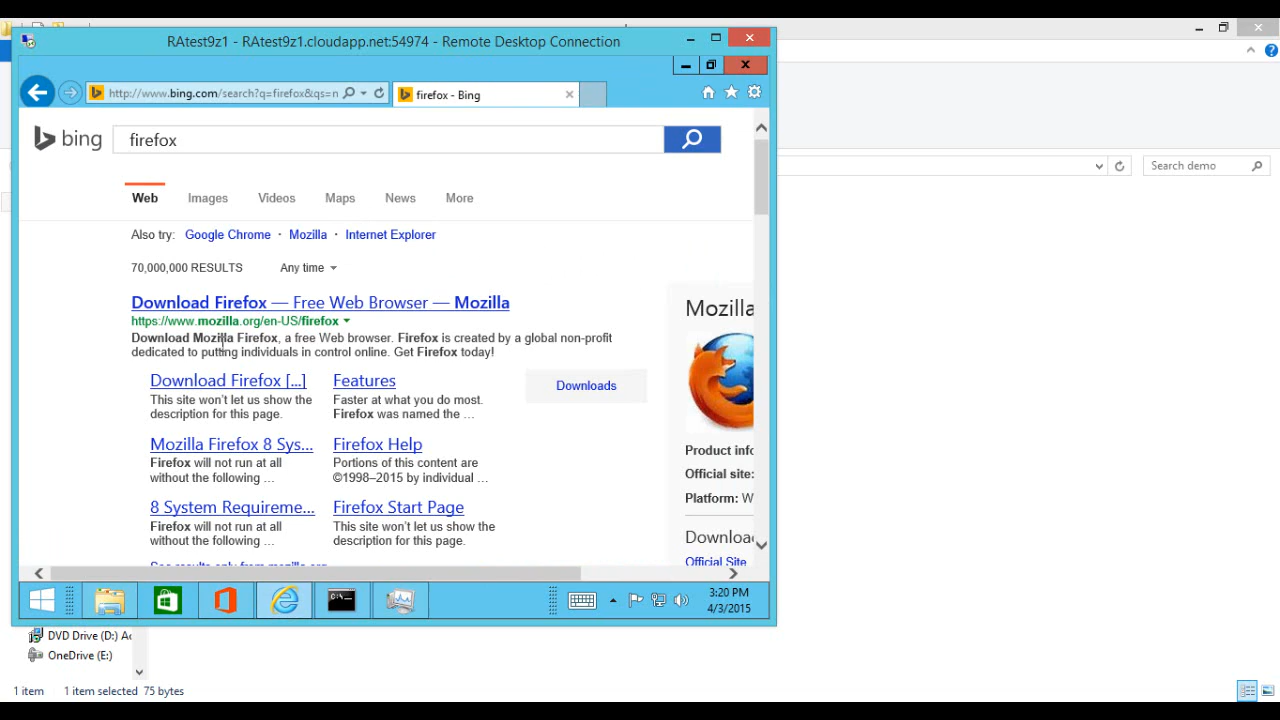 RAtest9z1 - RAtest9z1.cloudapp.net:54974 - Remote Desktop Connection
http://www.bing.com/search?q=firefox&qs=n
firefox - Bing
bing
firefox
Web Images Videos Maps News More
Search demo
Also try: Google Chrome · Mozilla · Internet Explorer
70,000,000 RESULTS Any time
Download Firefox — Free Web Browser — Mozilla
https://www.mozilla.org/en-US/firefox
Download Mozilla Firefox, a free Web browser. Firefox is created by a global non-profit
dedicated to putting individuals in control online. Get Firefox today!
Download Firefox [...]
This site won't let us show the
description for this page.
Features
Faster at what you do most.
Firefox was named the ...
Downloads
Mozilla Firefox 8 Sys...
Firefox will not run at all
without the following ...
Firefox Help
Portions of this content are
©1998–2015 by individual ...
8 System Requireme...
Firefox will not run at all
without the following ...
Firefox Start Page
This site won't let us show the
description for this page.
See results only from mozilla.org
Mozilla
Product info
Official site:
Platform: W
Downloa
Official Site
3:20 PM
4/3/2015
DVD Drive (D:) Ac
OneDrive (E:)
1 item 1 item selected 75 bytes